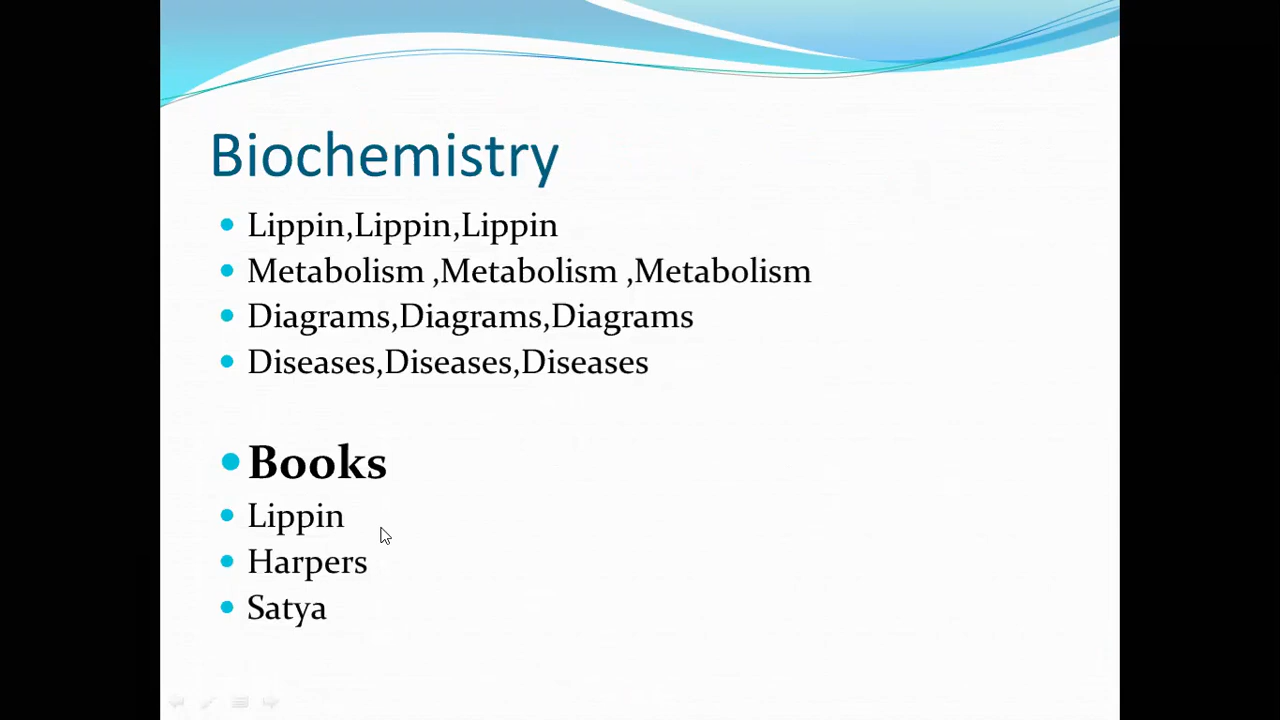 Biochemistry
Lippin,Lippin,Lippin
Metabolism ,Metabolism ,Metabolism
Diagrams,Diagrams,Diagrams
Diseases,Diseases,Diseases
Books
Lippin
Harpers
Satya